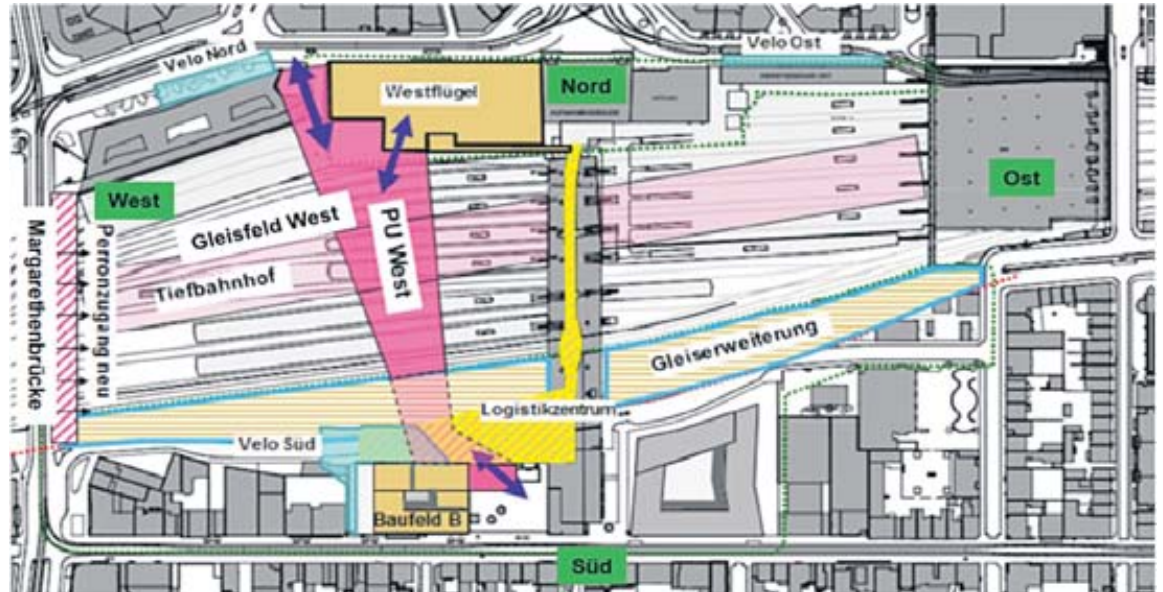 Velo Nord
Velo Ost
Westflügel
Nord
West
Ost
Margarethenbrücke
Perronzugang neu
Gleisfeld West
PU West
Tiefbahnhof
Gleiserweiterung
Logistikzentrum
Velo Süd
Baufeld B
Süd